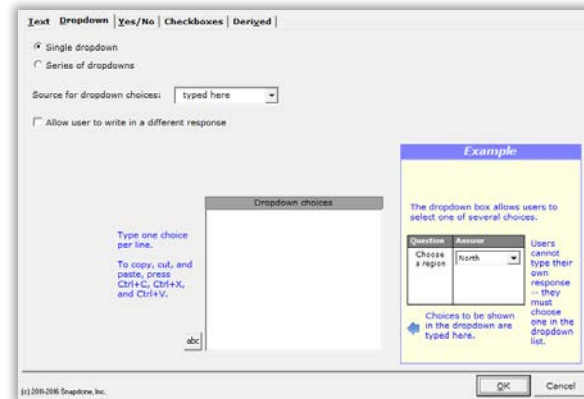 Text Dropdown Yes/No Checkboxes Derived
Single dropdown
Series of dropdowns
Source for dropdown choices: typed here
Allow user to write in a different response
Dropdown choices
Type one choice
per line.
To copy, cut, and
paste, press
Ctrl+C, Ctrl+X,
and Ctrl+V.
abc
Example
The dropdown box allows users to
select one of several choices.
Question Answer
Choose
a region
North
Users
cannot
type their
own
response
-- they
must
choose
one in the
dropdown
list.
Choices to be shown
in the dropdown are
typed here.
(c) 2011-2016 Snapdone, Inc.
OK Cancel